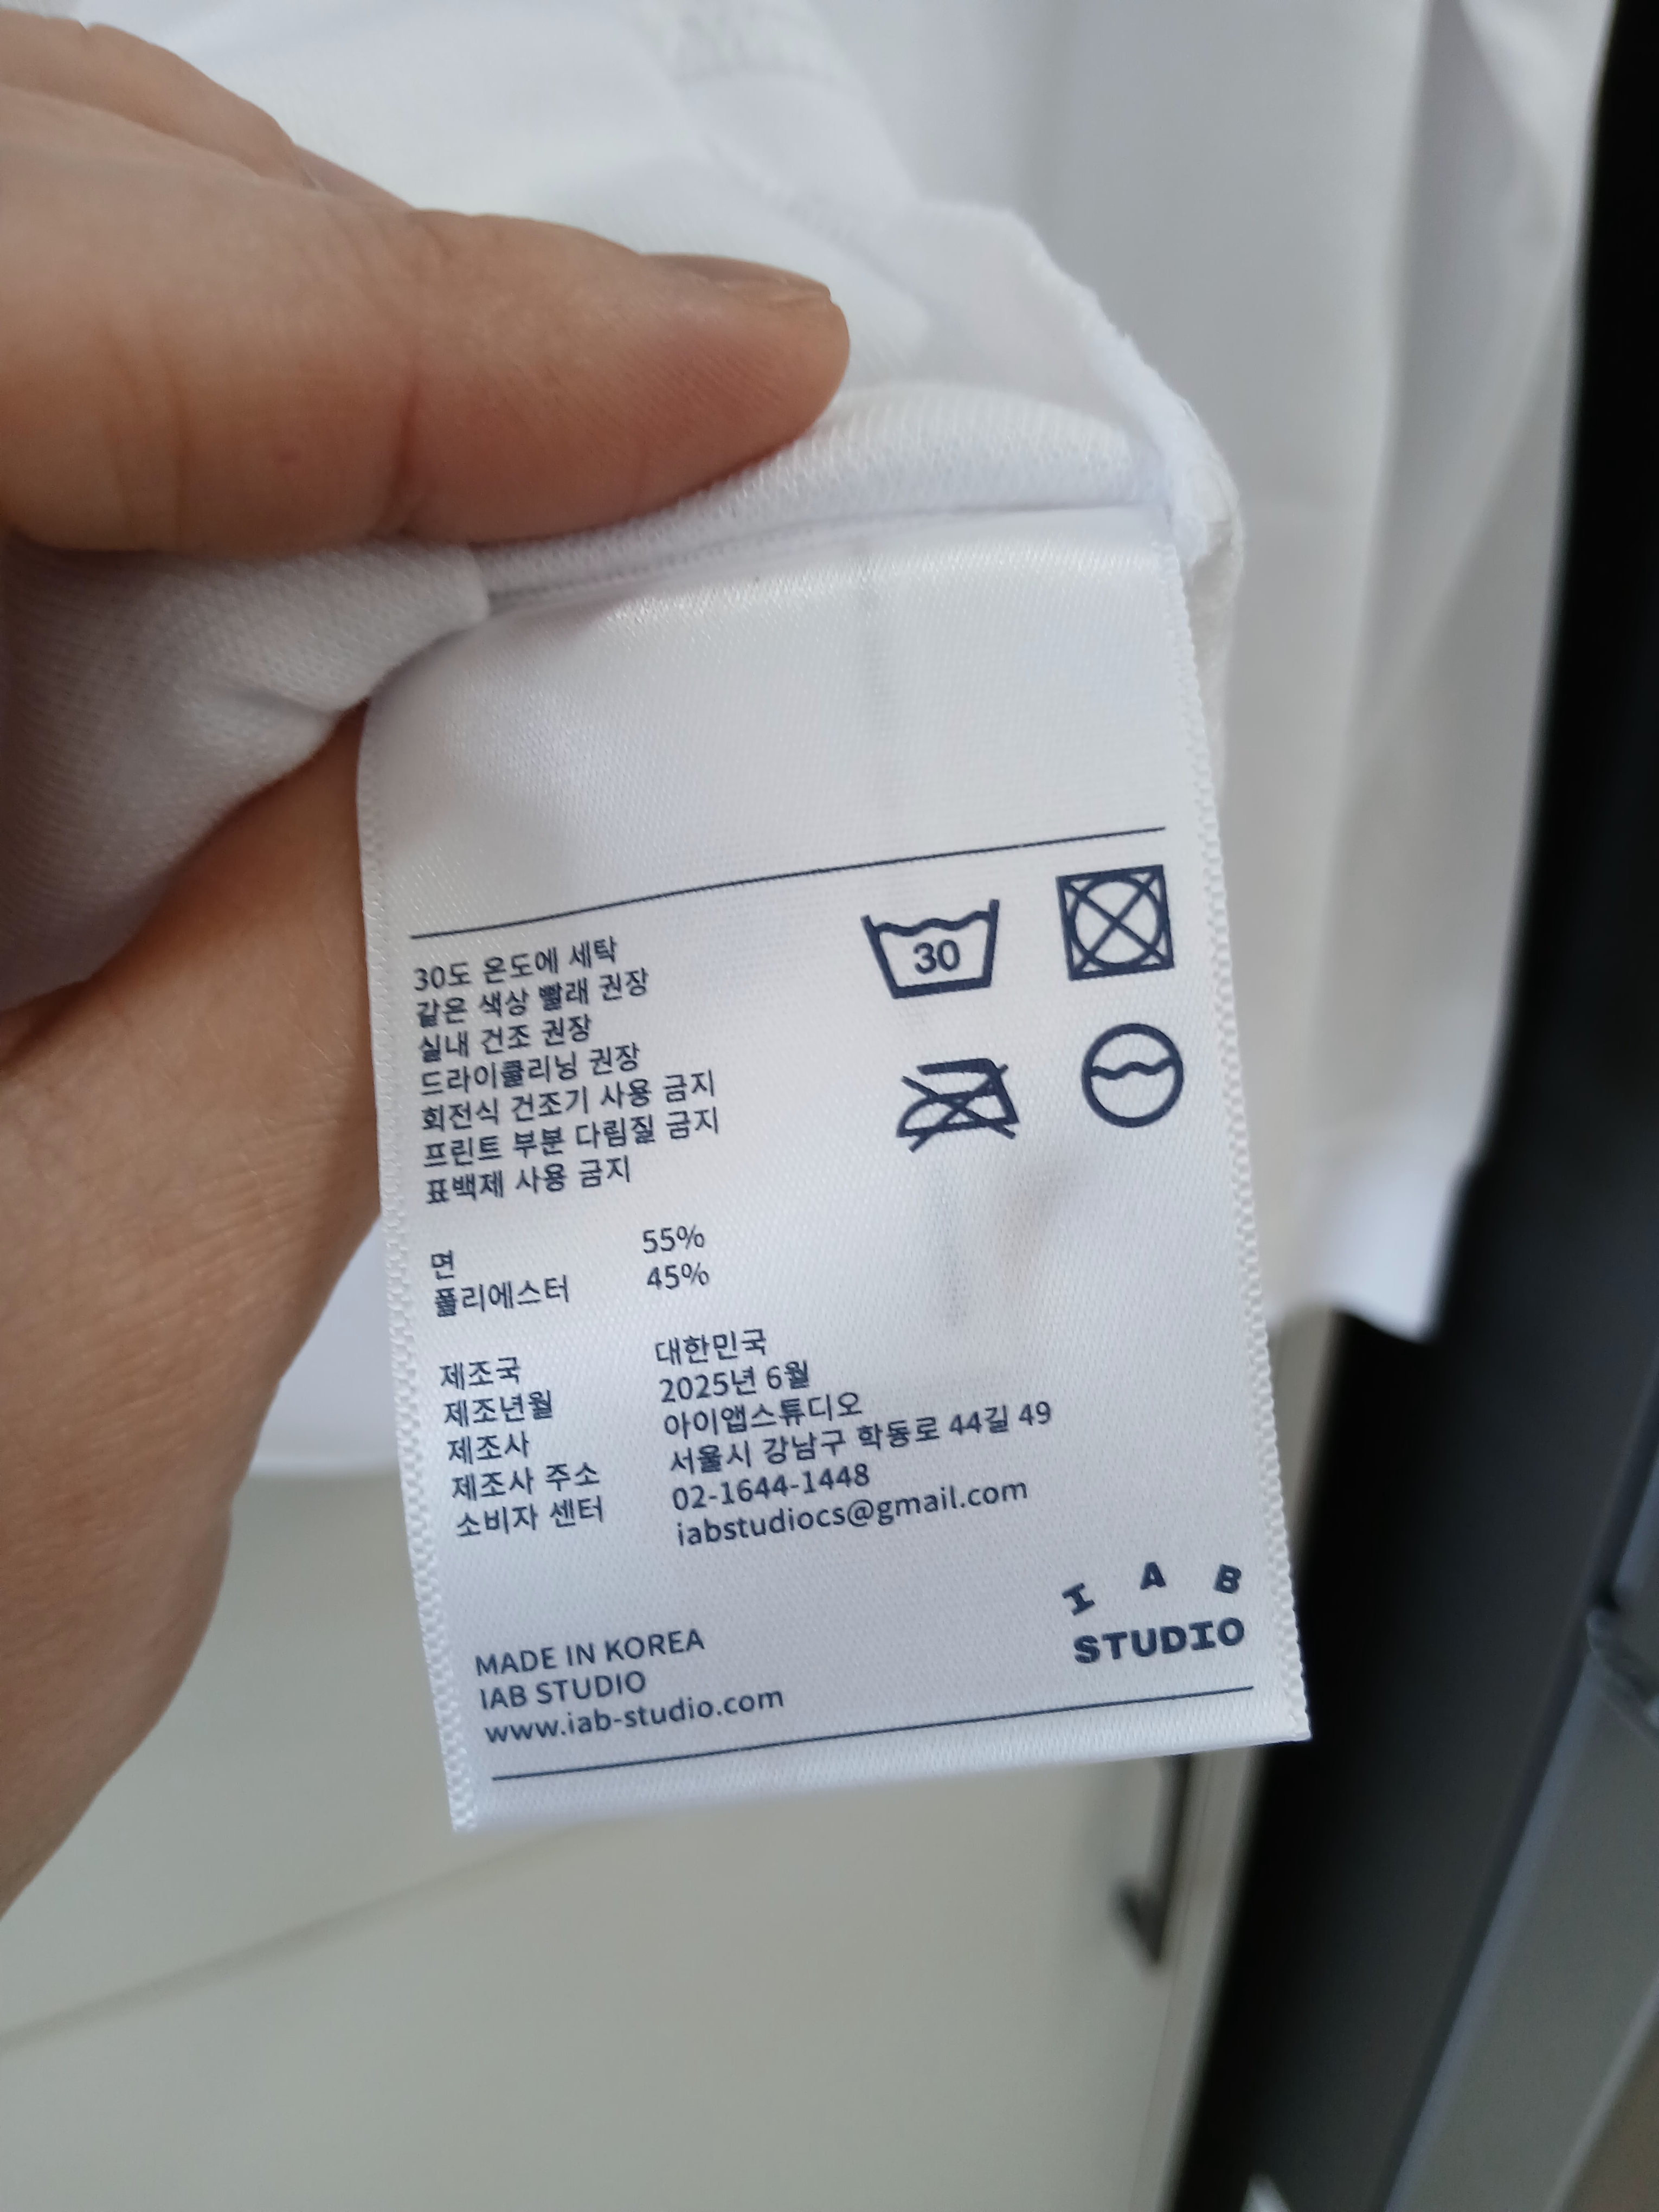 30
30도 온도에 세탁
같은 색상 빨래 권장
실내 건조 권장
드라이클리닝 권장
회전식 건조기 사용 금지
프린트 부분 다림질 금지
표백제 사용 금지
면 55%
폴리에스터 45%
제조국 대한민국
제조년월 2025년 6월
제조사 아이앱스튜디오
제조사 주소 서울시 강남구 학동로 44길 49
소비자 센터 02-1644-1448
iabstudiocs@gmail.com
I A B
STUDIO
MADE IN KOREA
IAB STUDIO
www.iab-studio.com